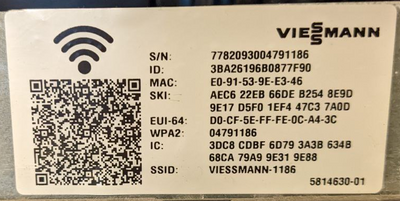 VIESSMANN
S/N: 7782093004791186
ID: 3BA26196B0877F90
MAC: E0-91-53-9E-E3-46
SKI: AEC6 22EB 66DE B254 8E9D
9E17 D5F0 1EF4 47C3 7A0D
EUI-64: D0-CF-5E-FF-FE-0C-A4-3C
WPA2: 04791186
IC: 3DC8 CDBF 6D79 3A3B 634B
68CA 79A9 9E31 9E88
SSID: VIESSMANN-1186
5814630-01